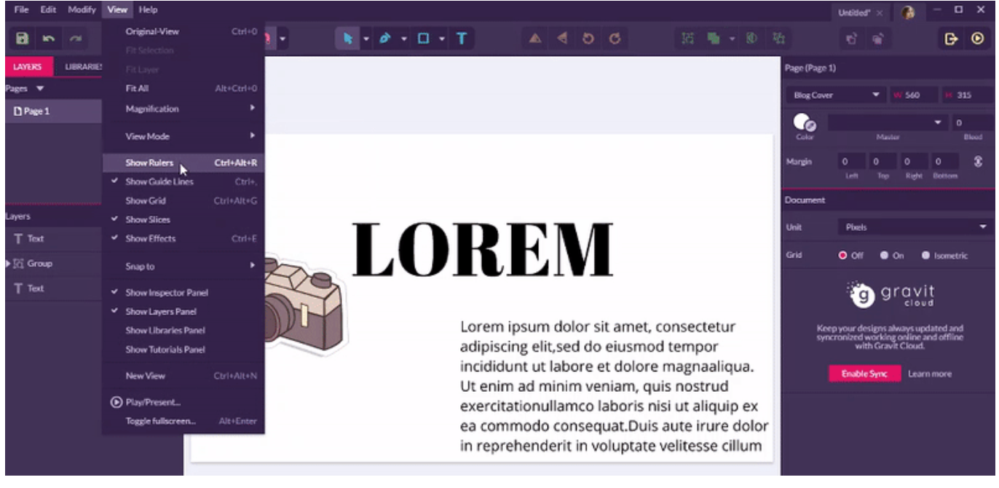 File Edit Modify View Help
Untitled*
Original-View Ctrl+0
Fit Selection
Fit Layer
Fit All Alt+Ctrl+0
Magnification
View Mode
Show Rulers Ctrl+Alt+R
Show Guide Lines Ctrl+,
Show Grid Ctrl+Alt+G
Show Slices
Show Effects Ctrl+E
Snap to
Show Inspector Panel
Show Layers Panel
Show Libraries Panel
Show Tutorials Panel
New View Ctrl+Alt+N
Play/Present...
Toggle fullscreen... Alt+Enter
LAYERS LIBRARIES
Pages
Page 1
Layers
Text
Group
Text
LOREM
Lorem ipsum dolor sit amet, consectetur
adipiscing elit,sed do eiusmod tempor
incididunt ut labore et dolore magnaaliqua.
Ut enim ad minim veniam, quis nostrud
exercitationullamco laboris nisi ut aliquip ex
ea commodo consequat.Duis aute irure dolor
in reprehenderit in voluptate velitesse cillum
Page (Page 1)
Blog Cover W 560 H 315
0
Color Master Bleed
Margin 0 0 0 0
Left Top Right Bottom
Document
Unit Pixels
Grid Off On Isometric
gravit
cloud
Keep your designs always updated and
syncronized working online and offline
with Gravit Cloud.
Enable Sync Learn more